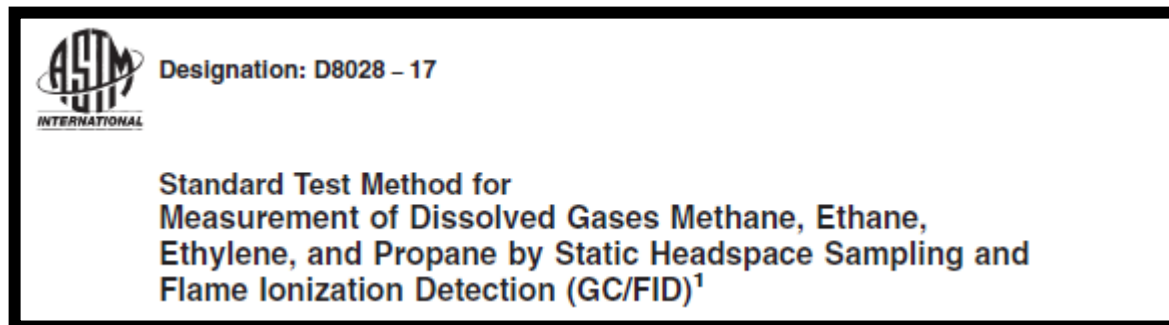 ASTM
INTERNATIONAL
Designation: D8028 – 17
Standard Test Method for
Measurement of Dissolved Gases Methane, Ethane,
Ethylene, and Propane by Static Headspace Sampling and
Flame Ionization Detection (GC/FID)¹